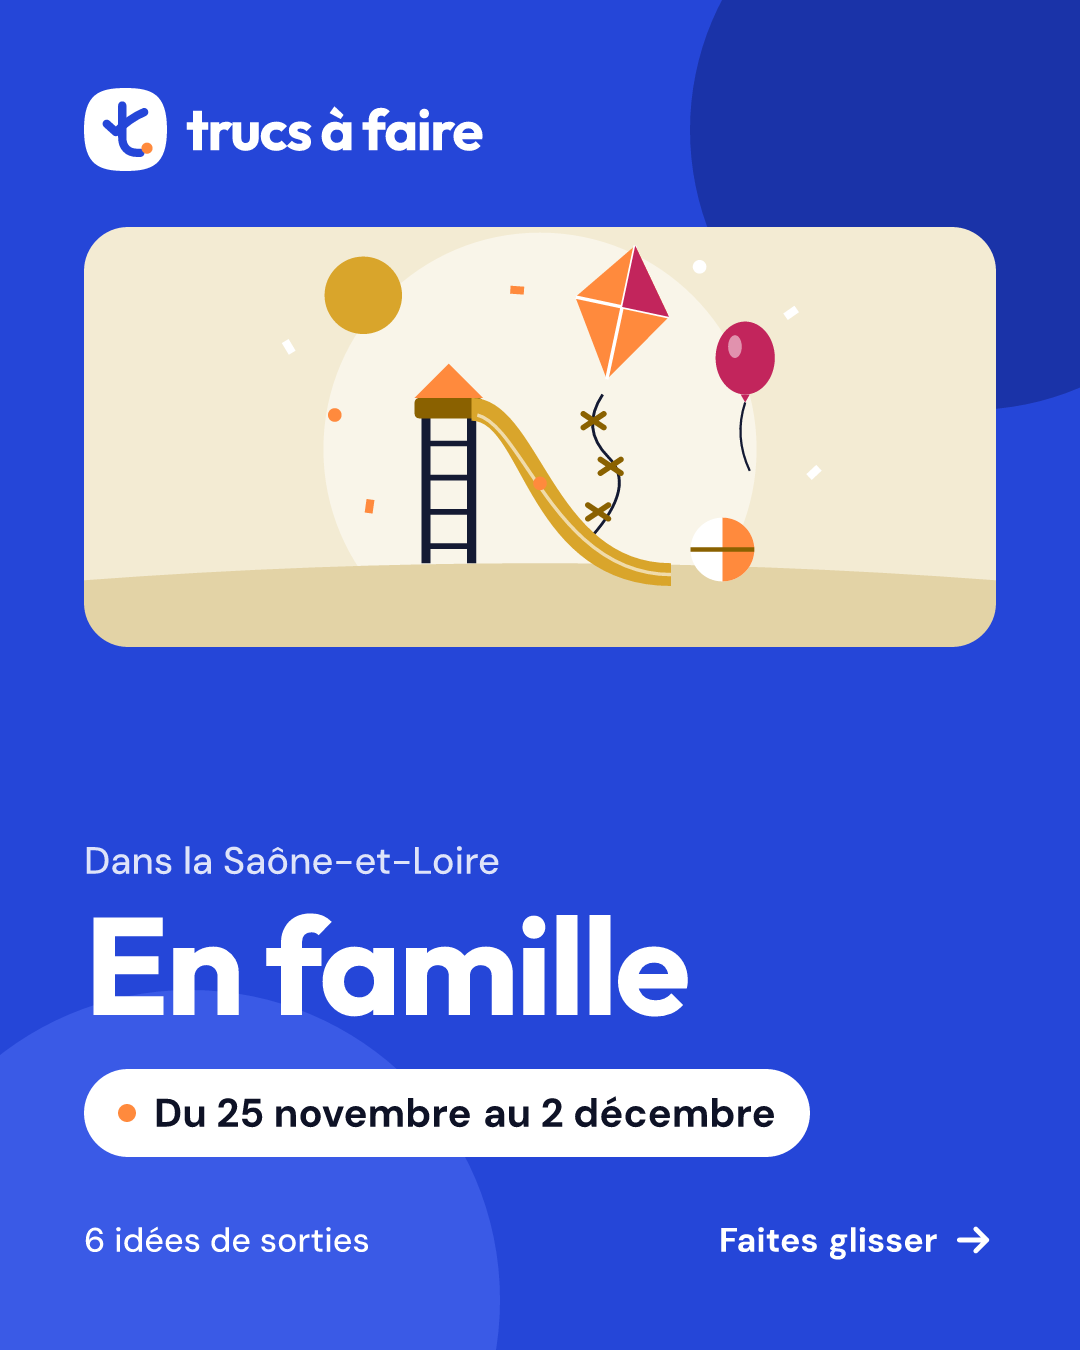 trucs à faire
Dans la Saône-et-Loire
En famille
Du 25 novembre au 2 décembre
6 idées de sorties
Faites glisser →